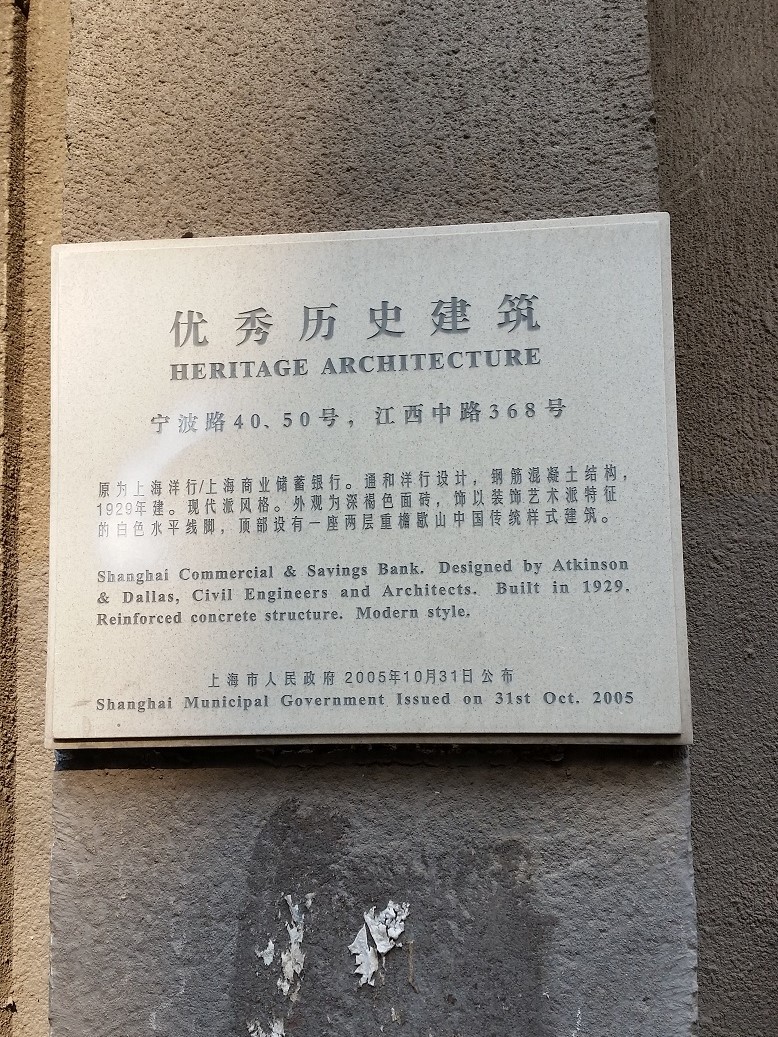 优秀历史建筑
HERITAGE ARCHITECTURE
宁波路40、50号，江西中路368号
原为上海洋行/上海商业储蓄银行。通和洋行设计，钢筋混凝土结构，
1929年建。现代派风格。外观为深褐色面砖，饰以装饰艺术派特征
的白色水平线脚，顶部设有一座两层重檐歇山中国传统样式建筑。
Shanghai Commercial & Savings Bank. Designed by Atkinson
& Dallas, Civil Engineers and Architects. Built in 1929.
Reinforced concrete structure. Modern style.
上海市人民政府 2005年10月31日公布
Shanghai Municipal Government Issued on 31st Oct. 2005